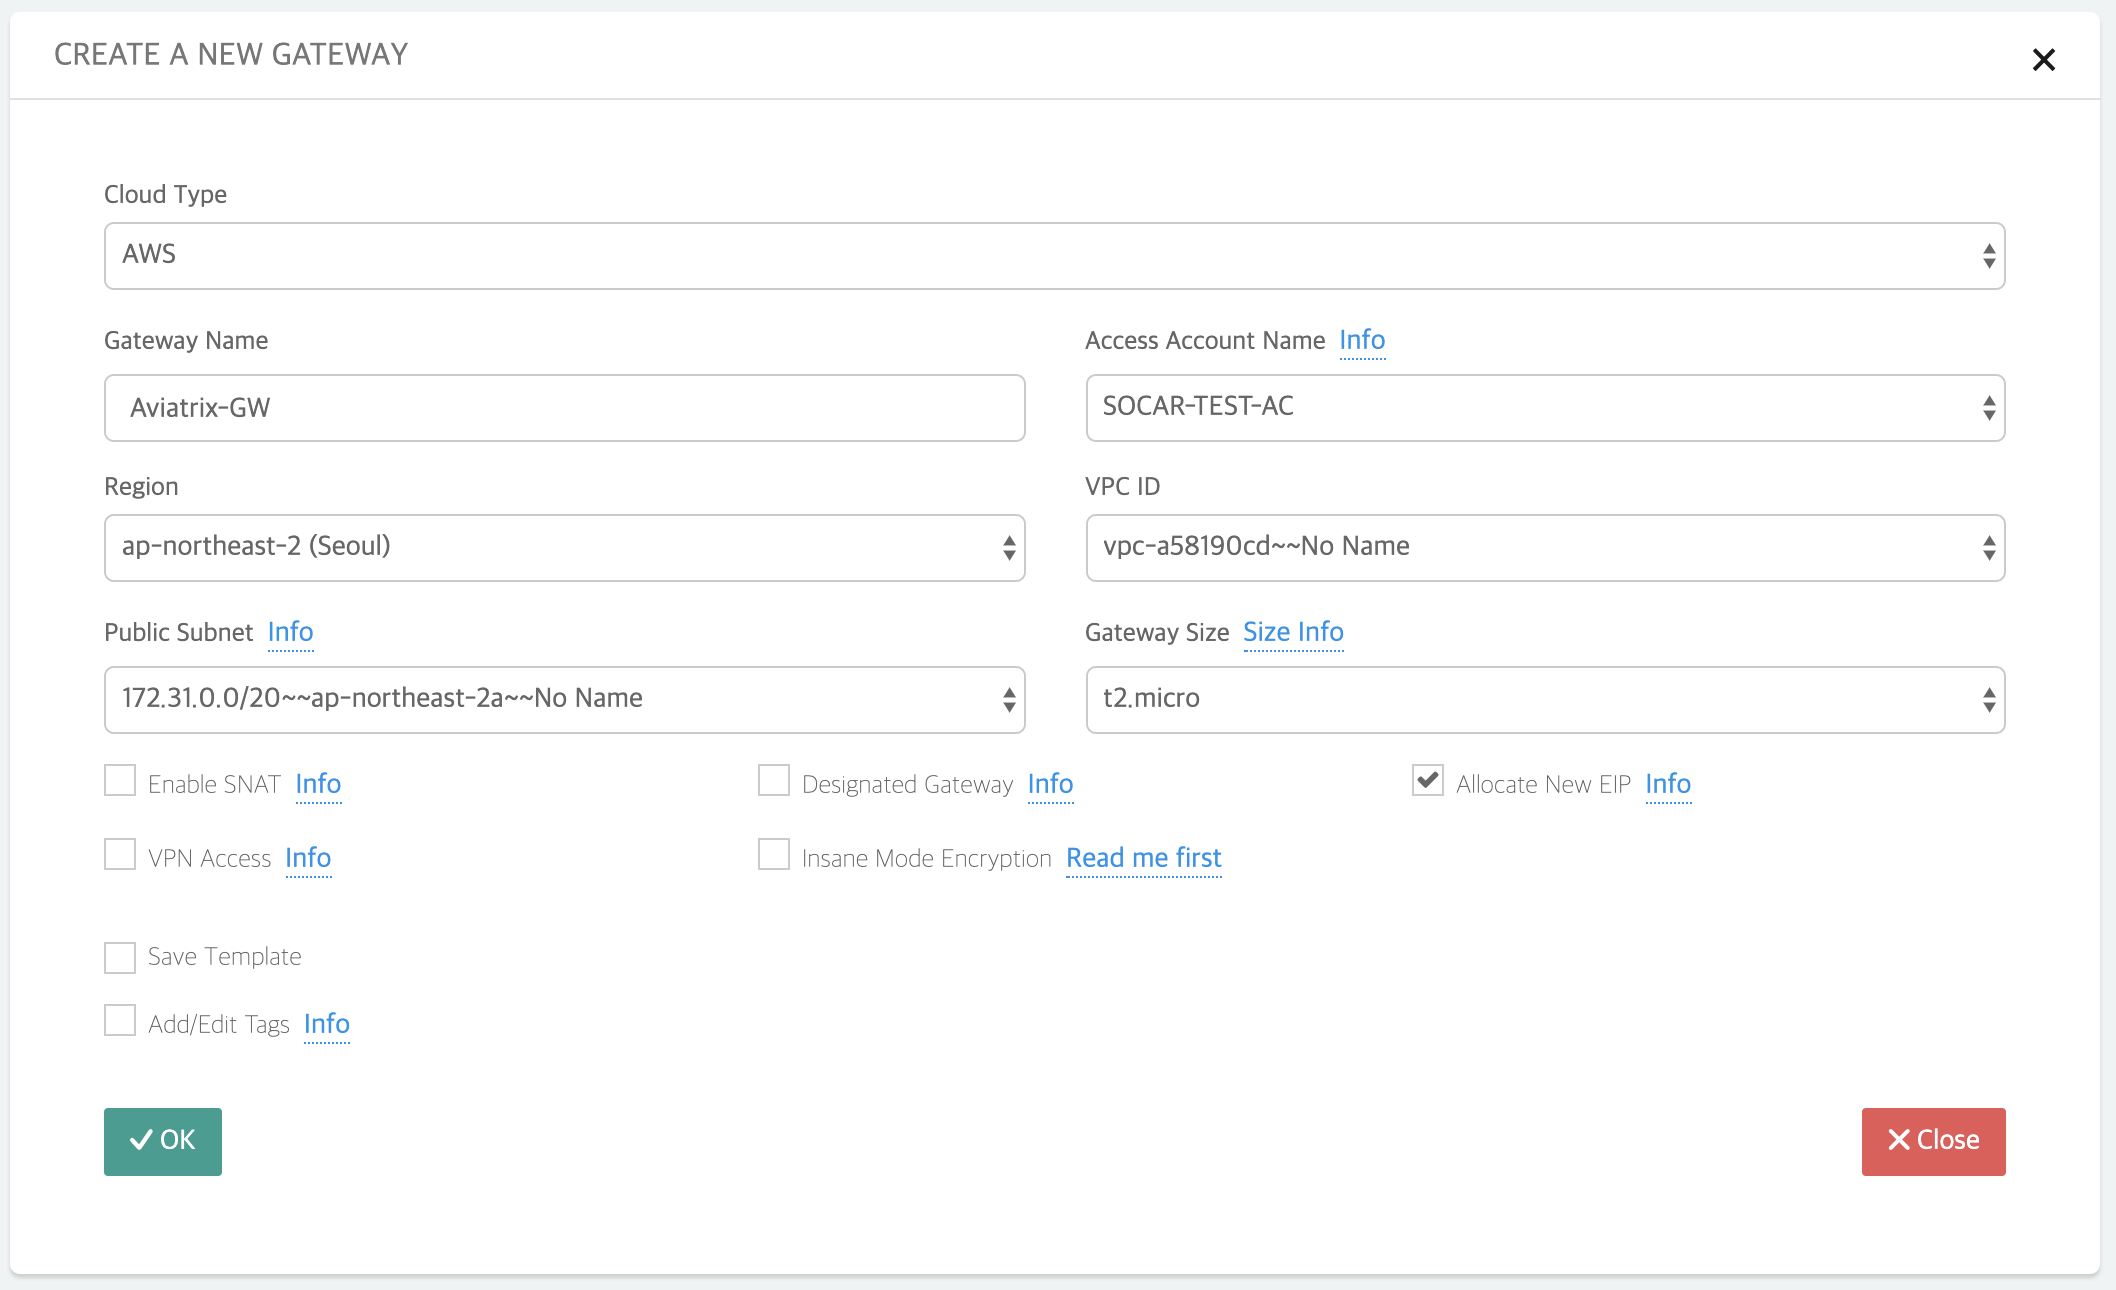 CREATE A NEW GATEWAY
Cloud Type
AWS
Gateway Name
Access Account Name Info
Aviatrix-GW
SOCAR-TEST-AC
Region
VPC ID
ap-northeast-2 (Seoul)
vpc-a58190cd~~No Name
Public Subnet Info
Gateway Size Size Info
172.31.0.0/20~~ap-northeast-2a~~No Name
t2.micro
Enable SNAT Info
Designated Gateway Info
Allocate New EIP Info
VPN Access Info
Insane Mode Encryption Read me first
Save Template
Add/Edit Tags Info
OK
Close